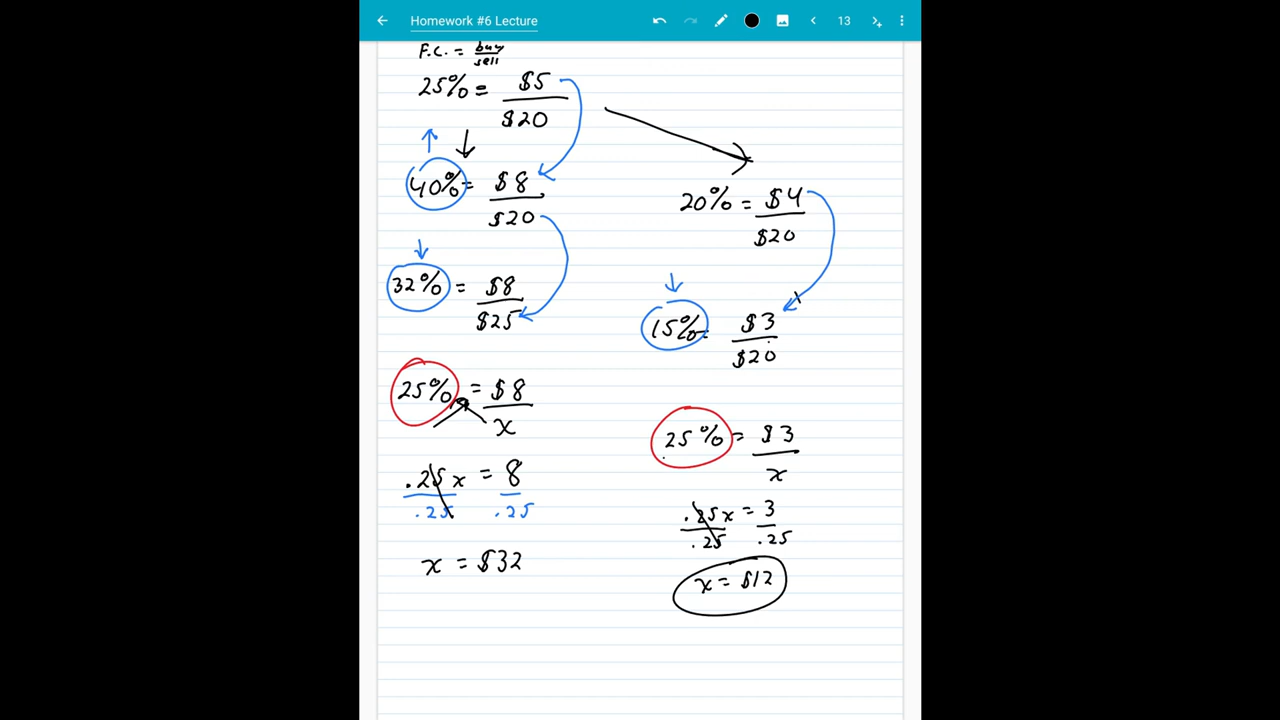 Homework #6 Lecture
13
F.C. = buy
sell
25% = $5
$20
40% = $8
$20
32% = $8
$25
25% = $8
x
.25x = 8
.25 .25
x = $32
20% = $4
$20
15% = $3
$20
25% = $3
x
.25x = 3
.25 .25
x = $12